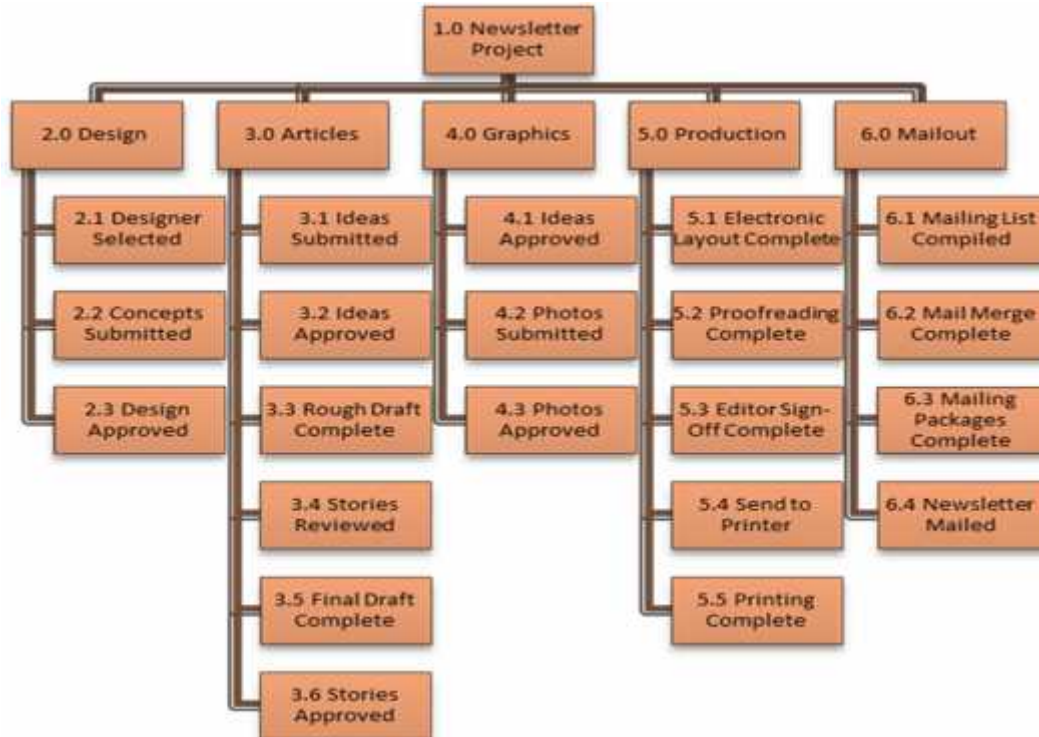 1.0 Newsletter
Project
2.0 Design
3.0 Articles
4.0 Graphics
5.0 Production
6.0 Mailout
2.1 Designer
Selected
2.2 Concepts
Submitted
2.3 Design
Approved
3.1 Ideas
Submitted
3.2 Ideas
Approved
3.3 Rough Draft
Complete
3.4 Stories
Reviewed
3.5 Final Draft
Complete
3.6 Stories
Approved
4.1 Ideas
Approved
4.2 Photos
Submitted
4.3 Photos
Approved
5.1 Electronic
Layout Complete
5.2 Proofreading
Complete
5.3 Editor Sign-
Off Complete
5.4 Send to
Printer
5.5 Printing
Complete
6.1 Mailing List
Compiled
6.2 Mail Merge
Complete
6.3 Mailing
Packages
Complete
6.4 Newsletter
Mailed